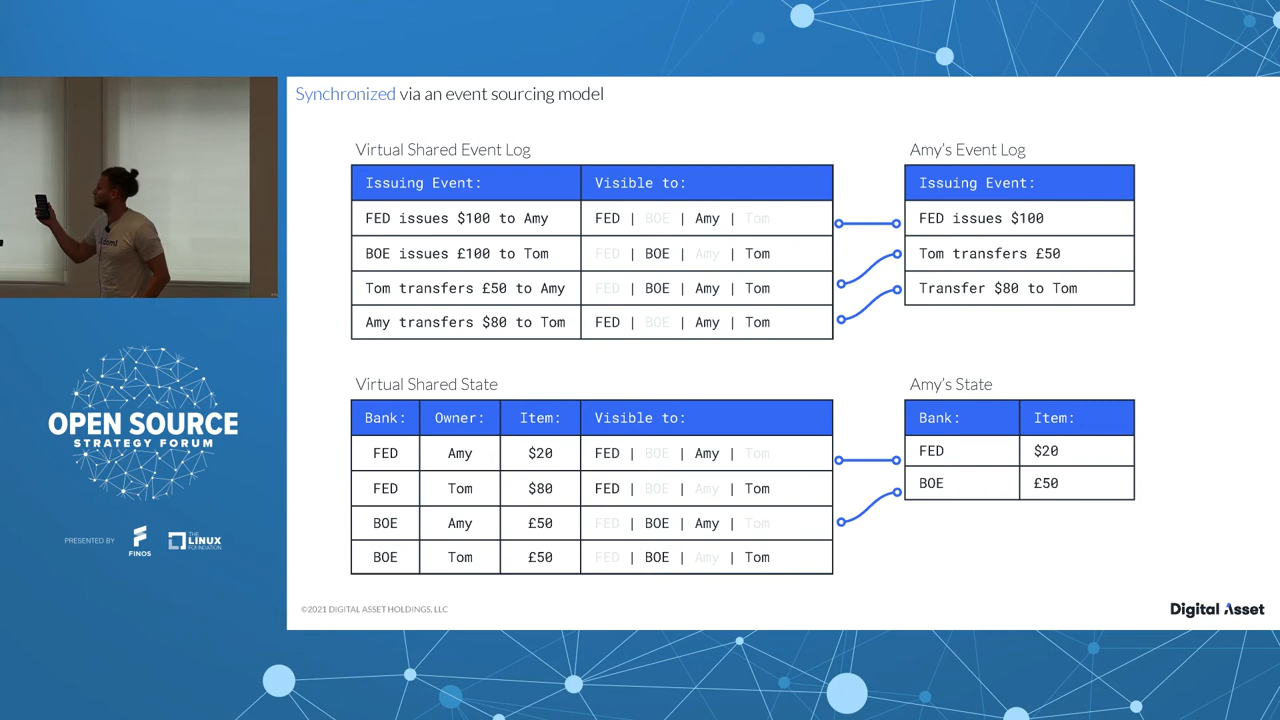 Synchronized via an event sourcing model
Virtual Shared Event Log
Issuing Event: Visible to:
FED issues $100 to Amy FED | BOE | Amy | Tom
BOE issues £100 to Tom FED | BOE | Amy | Tom
Tom transfers £50 to Amy FED | BOE | Amy | Tom
Amy transfers $80 to Tom FED | BOE | Amy | Tom
Amy's Event Log
Issuing Event:
FED issues $100
Tom transfers £50
Transfer $80 to Tom
Virtual Shared State
Bank: Owner: Item: Visible to:
FED Amy $20 FED | BOE | Amy | Tom
FED Tom $80 FED | BOE | Amy | Tom
BOE Amy £50 FED | BOE | Amy | Tom
BOE Tom £50 FED | BOE | Amy | Tom
Amy's State
Bank: Item:
FED $20
BOE £50
©2021 DIGITAL ASSET HOLDINGS, LLC
Digital Asset
OPEN SOURCE
STRATEGY FORUM
PRESENTED BY
FINOS
THE
LINUX
FOUNDATION